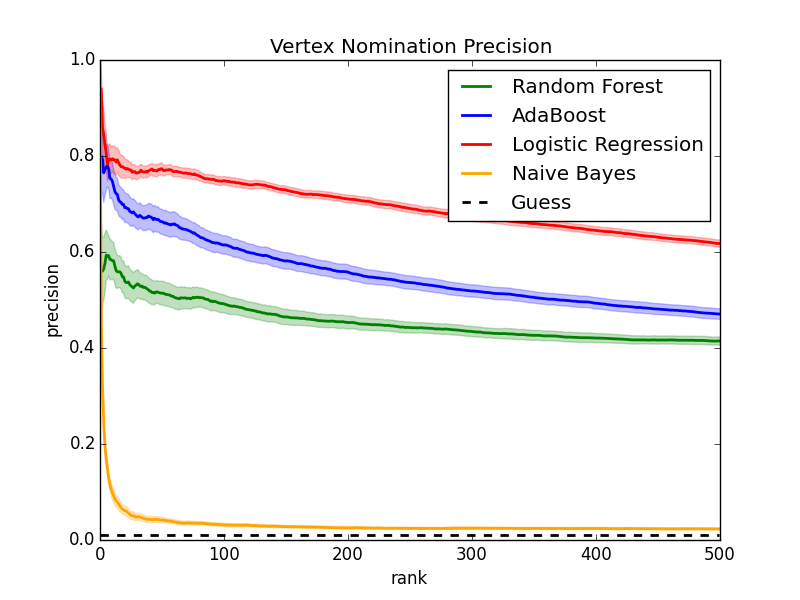 Vertex Nomination Precision
1.0
0.8
0.6
0.4
0.2
0.0
precision
Random Forest
AdaBoost
Logistic Regression
Naive Bayes
Guess
0 100 200 300 400 500
rank